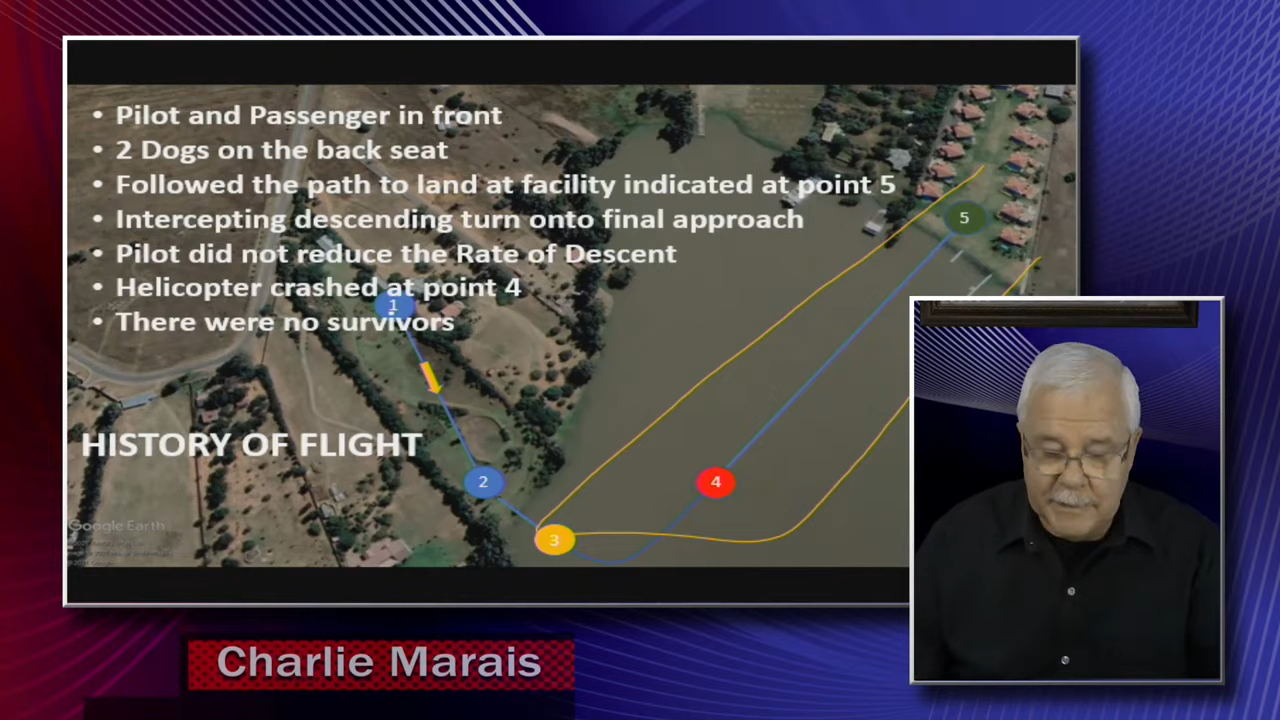 • Pilot and Passenger in front
• 2 Dogs on the back seat
• Followed the path to land at facility indicated at point 5
• Intercepting descending turn onto final approach
• Pilot did not reduce the Rate of Descent
• Helicopter crashed at point 4
• There were no survivors
1
5
HISTORY OF FLIGHT
2
4
3
Google Earth
Charlie Marais